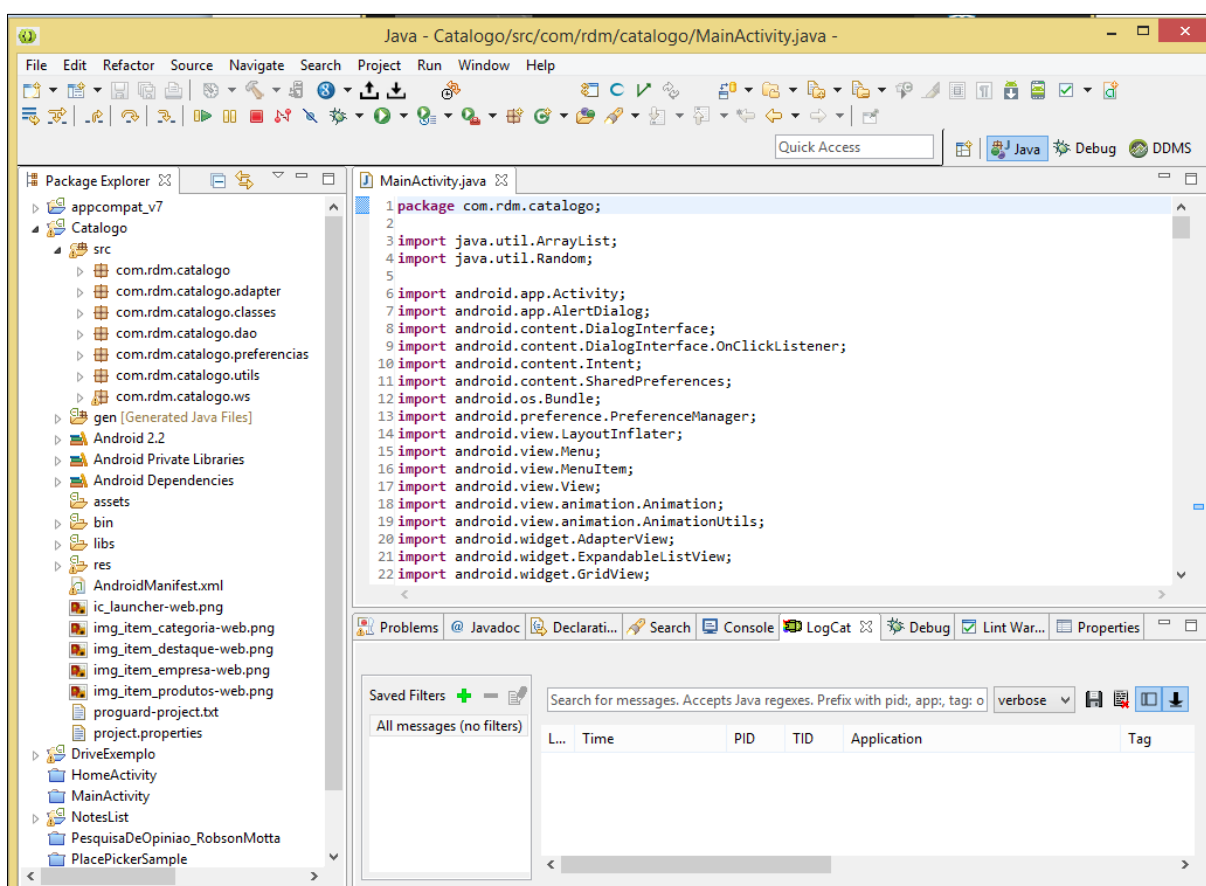 Java - Catalogo/src/com/rdm/catalogo/MainActivity.java -
File Edit Refactor Source Navigate Search Project Run Window Help
Quick Access
Java
Debug
DDMS
Package Explorer
appcompat_v7
Catalogo
src
com.rdm.catalogo
com.rdm.catalogo.adapter
com.rdm.catalogo.classes
com.rdm.catalogo.dao
com.rdm.catalogo.preferencias
com.rdm.catalogo.utils
com.rdm.catalogo.ws
gen [Generated Java Files]
Android 2.2
Android Private Libraries
Android Dependencies
assets
bin
libs
res
AndroidManifest.xml
ic_launcher-web.png
img_item_categoria-web.png
img_item_destaque-web.png
img_item_empresa-web.png
img_item_produtos-web.png
proguard-project.txt
project.properties
DriveExemplo
HomeActivity
MainActivity
NotesList
PesquisaDeOpiniao_RobsonMotta
PlacePickerSample
MainActivity.java
1 package com.rdm.catalogo;
2
3 import java.util.ArrayList;
4 import java.util.Random;
5
6 import android.app.Activity;
7 import android.app.AlertDialog;
8 import android.content.DialogInterface;
9 import android.content.DialogInterface.OnClickListener;
10 import android.content.Intent;
11 import android.content.SharedPreferences;
12 import android.os.Bundle;
13 import android.preference.PreferenceManager;
14 import android.view.LayoutInflater;
15 import android.view.Menu;
16 import android.view.MenuItem;
17 import android.view.View;
18 import android.view.animation.Animation;
19 import android.view.animation.AnimationUtils;
20 import android.widget.AdapterView;
21 import android.widget.ExpandableListView;
22 import android.widget.GridView;
Problems @ Javadoc Declarati... Search Console LogCat Debug Lint War... Properties
Saved Filters
All messages (no filters)
Search for messages. Accepts Java regexes. Prefix with pid:, app:, tag: o
verbose
L... Time PID TID Application Tag